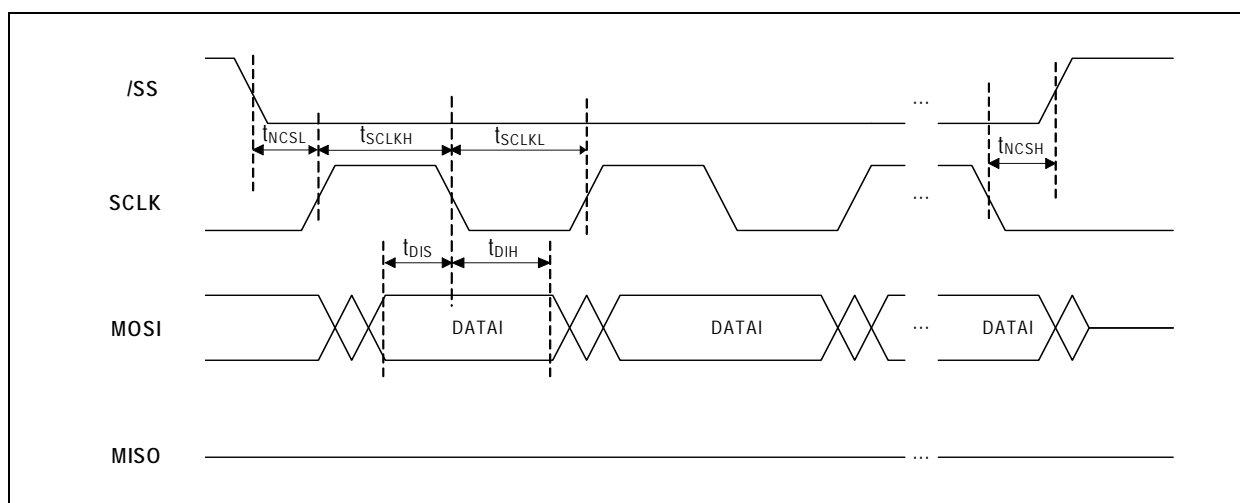 /SS
...
tNCSL
tSCLKH
tSCLKL
tNCSH
SCLK
...
tDIS
tDIH
MOSI
DATAI
DATAI
...
DATAI
MISO
...